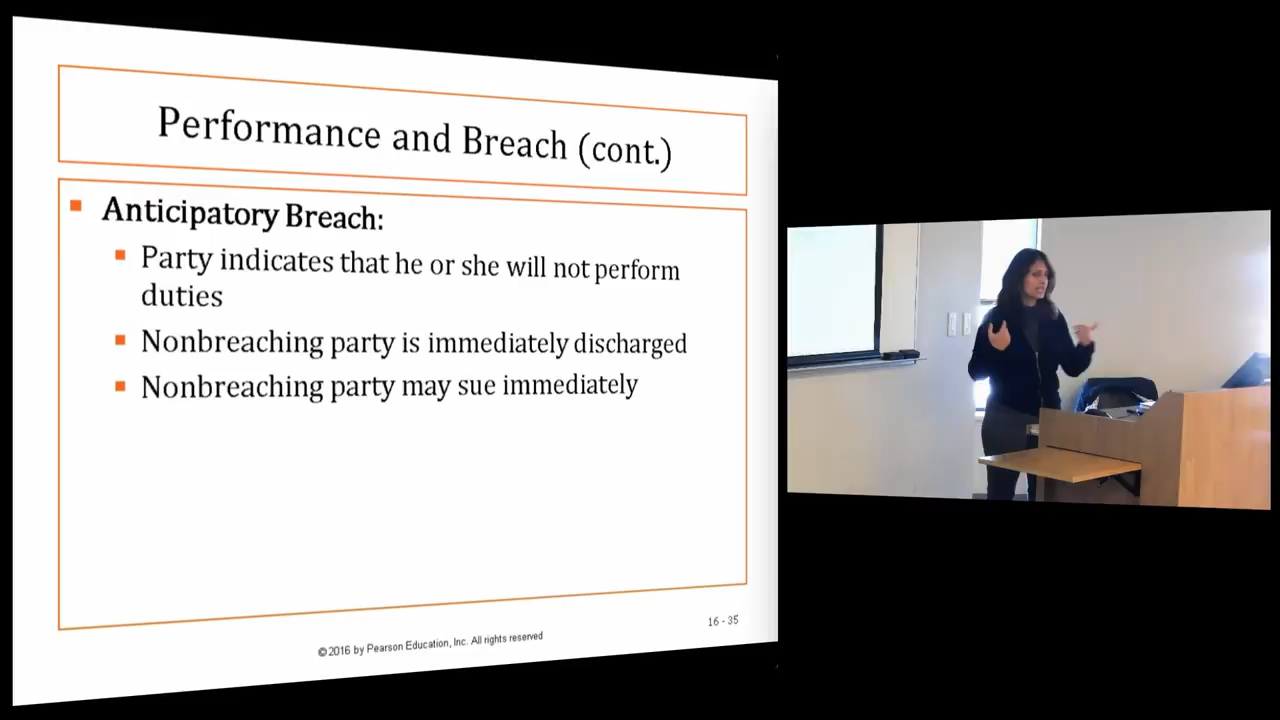 Performance and Breach (cont.)
Anticipatory Breach:
Party indicates that he or she will not perform
duties
Nonbreaching party is immediately discharged
Nonbreaching party may sue immediately
16 - 35
©2016 by Pearson Education, Inc. All rights reserved